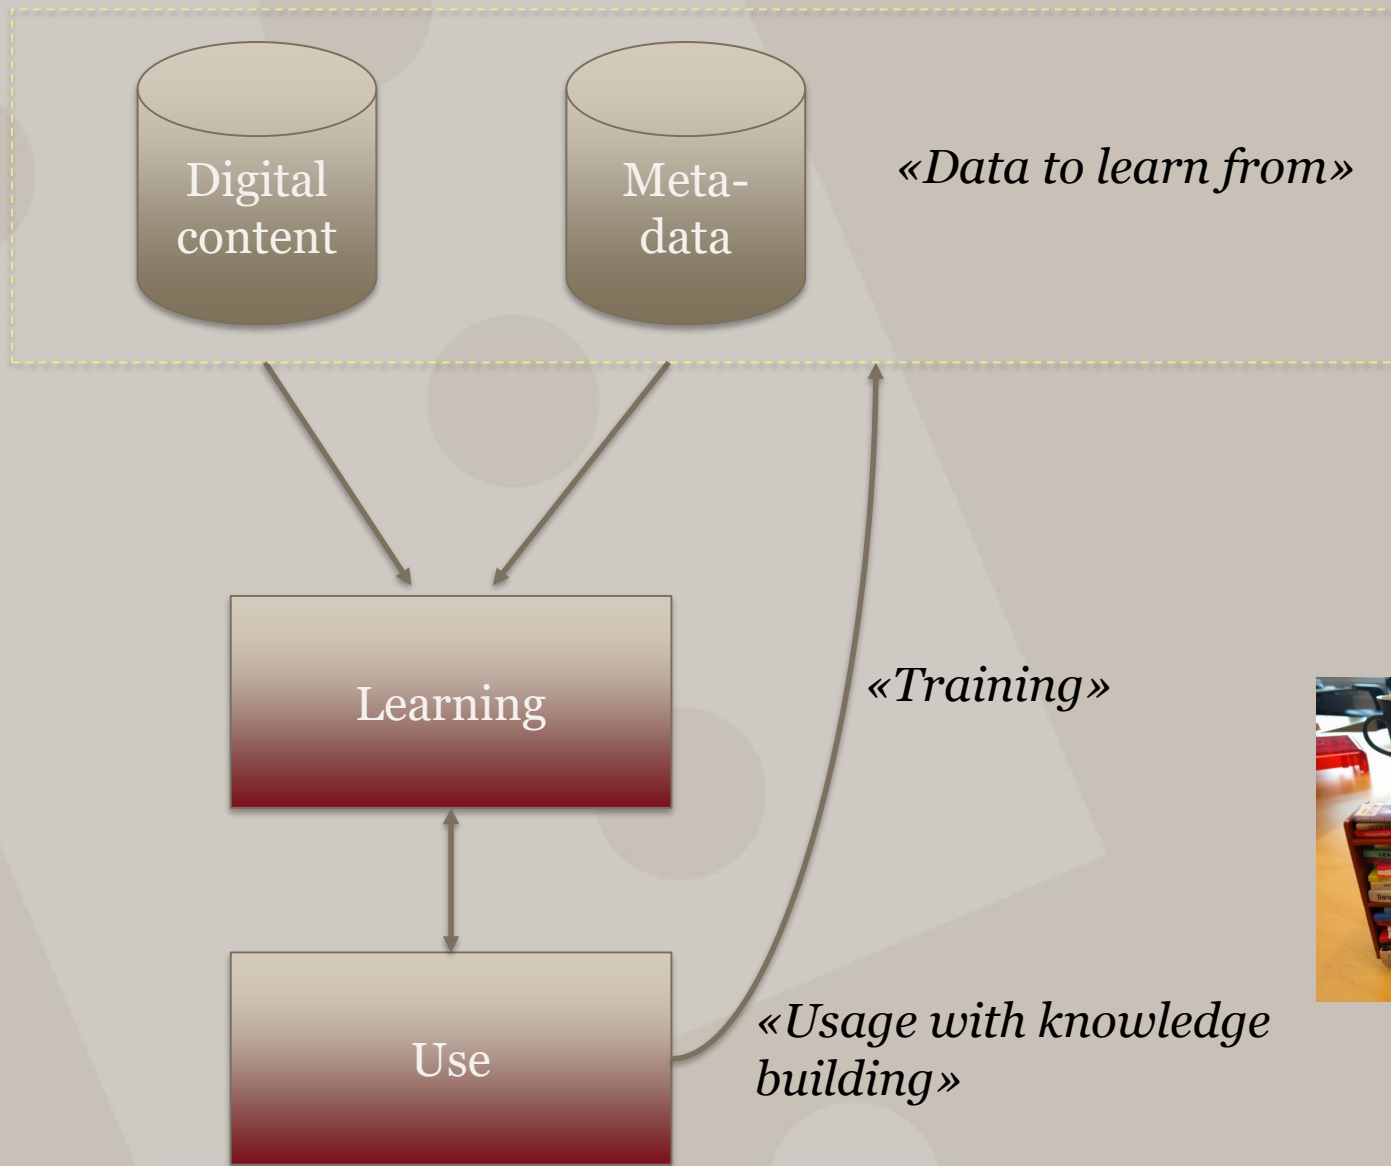 Digital
content
Meta-
data
«Data to learn from»
Learning
«Training»
Use
«Usage with knowledge
building»